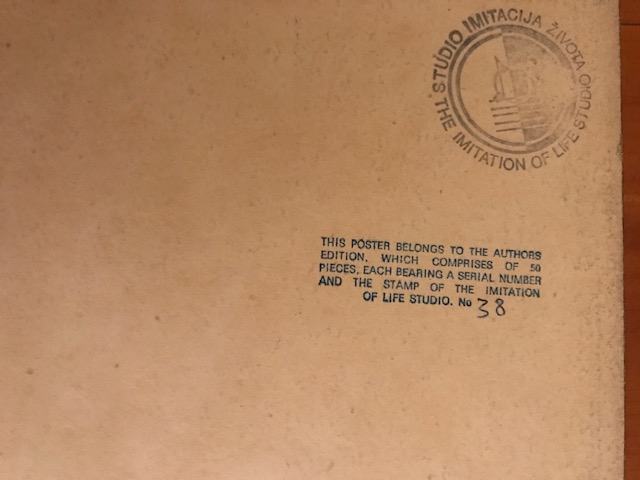 STUDIO IMITACIJA ŽIVOTA
THE IMITATION OF LIFE STUDIO
THIS POSTER BELONGS TO THE AUTHORS
EDITION, WHICH COMPRISES OF 50
PIECES, EACH BEARING A SERIAL NUMBER
AND THE STAMP OF THE IMITATION
OF LIFE STUDIO. No 38